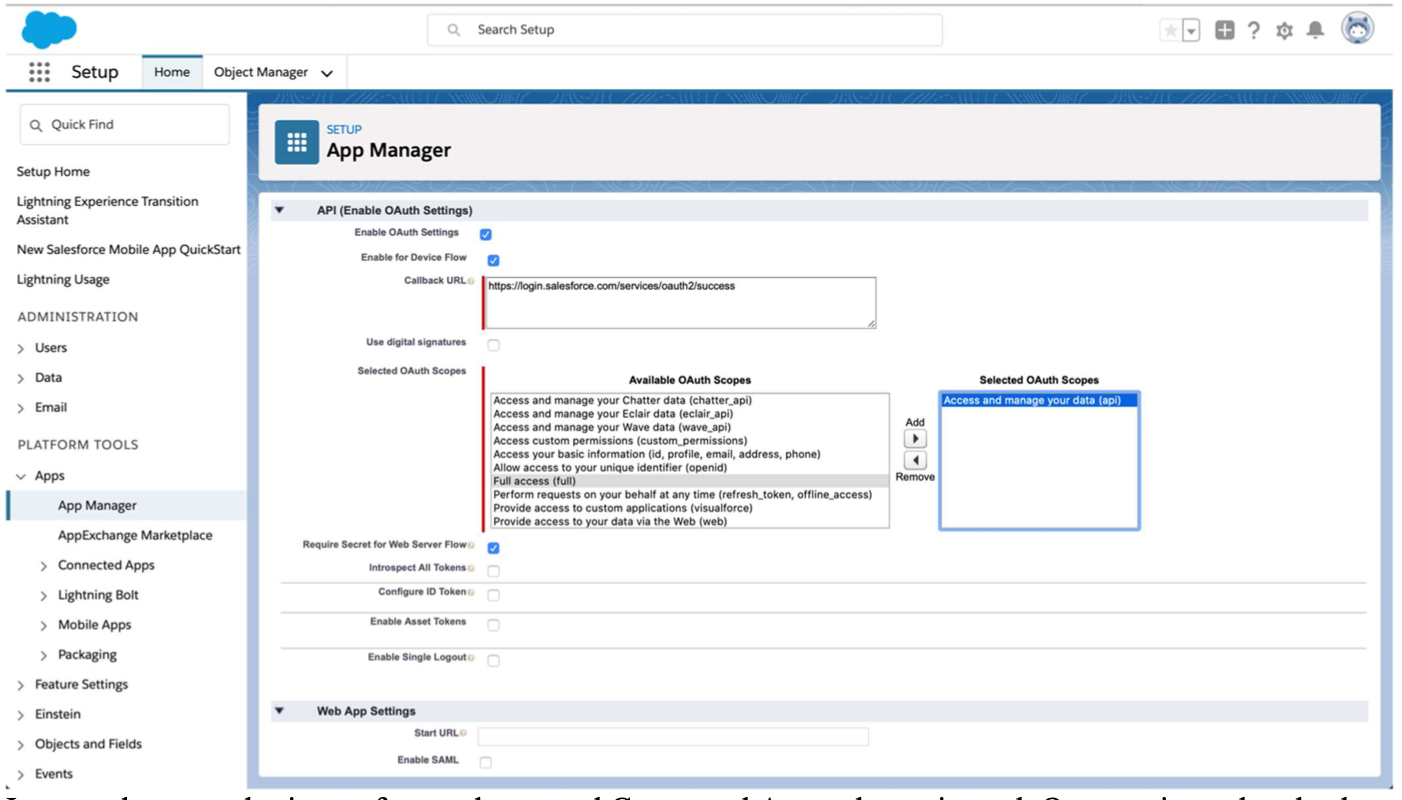 Search Setup
Setup
Home
Object Manager
Quick Find
Setup Home
Lightning Experience Transition
Assistant
New Salesforce Mobile App QuickStart
Lightning Usage
ADMINISTRATION
Users
Data
Email
PLATFORM TOOLS
Apps
App Manager
AppExchange Marketplace
Connected Apps
Lightning Bolt
Mobile Apps
Packaging
Feature Settings
Einstein
Objects and Fields
Events
SETUP
App Manager
API (Enable OAuth Settings)
Enable OAuth Settings
Enable for Device Flow
Callback URL
https://login.salesforce.com/services/oauth2/success
Use digital signatures
Selected OAuth Scopes
Available OAuth Scopes
Access and manage your Chatter data (chatter_api)
Access and manage your Eclair data (eclair_api)
Access and manage your Wave data (wave_api)
Access custom permissions (custom_permissions)
Access your basic information (id, profile, email, address, phone)
Allow access to your unique identifier (openid)
Full access (full)
Perform requests on your behalf at any time (refresh_token, offline_access)
Provide access to custom applications (visualforce)
Provide access to your data via the Web (web)
Add
Remove
Selected OAuth Scopes
Access and manage your data (api)
Require Secret for Web Server Flow
Introspect All Tokens
Configure ID Token
Enable Asset Tokens
Enable Single Logout
Web App Settings
Start URL
Enable SAML